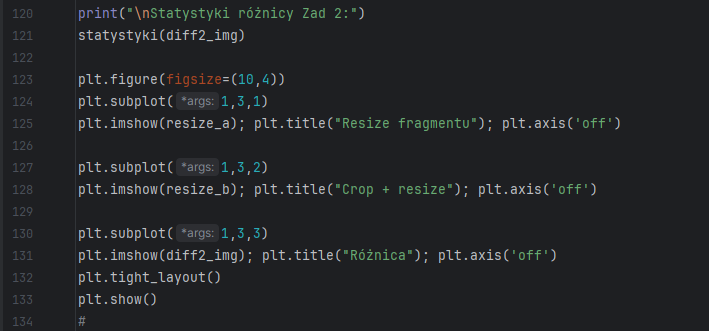 120 print("\nStatystyki różnicy Zad 2:")
121 statystyki(diff2_img)
122
123 plt.figure(figsize=(10,4))
124 plt.subplot( *args: 1,3,1)
125 plt.imshow(resize_a); plt.title("Resize fragmentu"); plt.axis('off')
126
127 plt.subplot( *args: 1,3,2)
128 plt.imshow(resize_b); plt.title("Crop + resize"); plt.axis('off')
129
130 plt.subplot( *args: 1,3,3)
131 plt.imshow(diff2_img); plt.title("Różnica"); plt.axis('off')
132 plt.tight_layout()
133 plt.show()
134 #